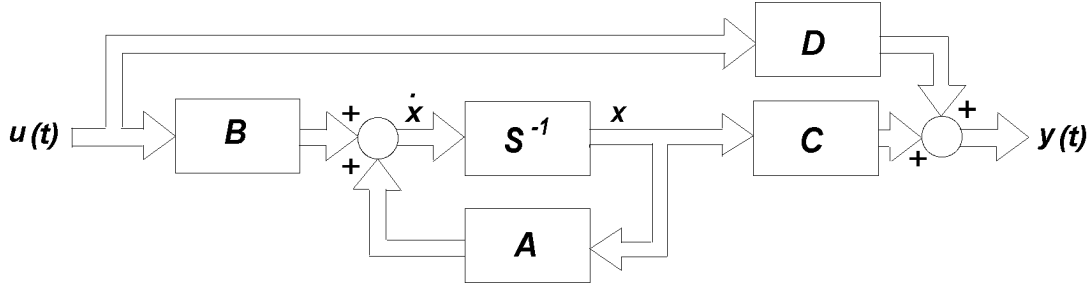 D
u(t)
B
+
+
ẋ
S⁻¹
x
C
+
+
y(t)
A